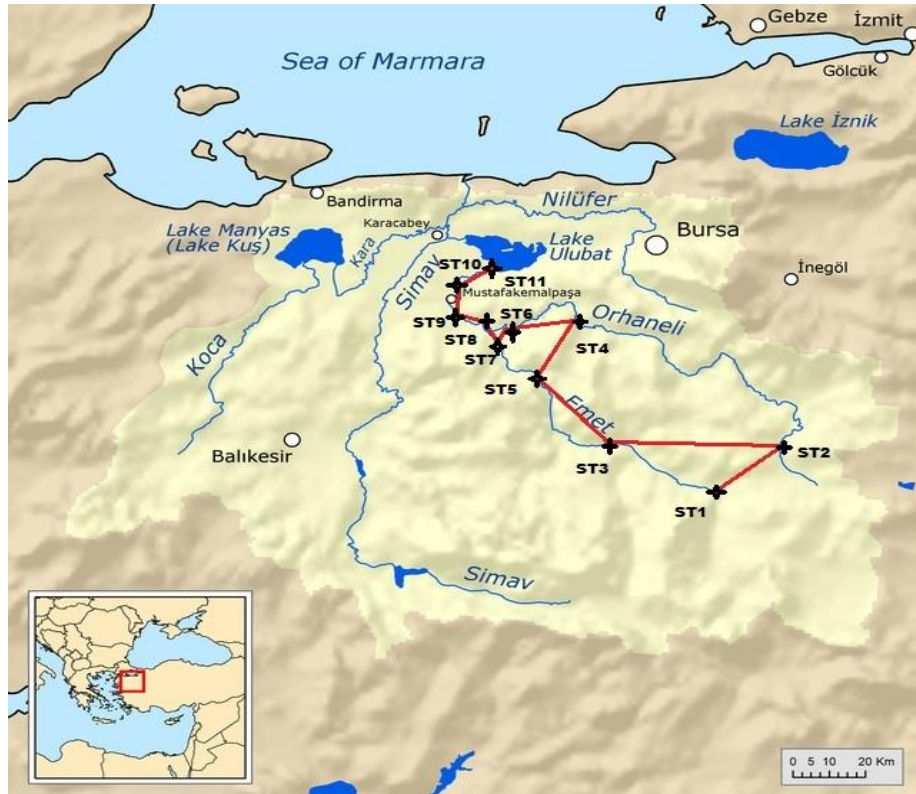 Gebze
İzmit
Gölcük
Sea of Marmara
Lake İznik
Bandirma
Nilüfer
Karacabey
Bursa
Lake Manyas
(Lake Kuş)
Kara
Lake
Ulubat
İnegöl
Simav
ST10
ST11
Mustafakemalpaşa
ST9
ST6
ST8
Orhaneli
ST7
ST4
Koca
ST5
Emet
Balıkesir
ST3
ST2
ST1
Simav
0 5 10 20 Km